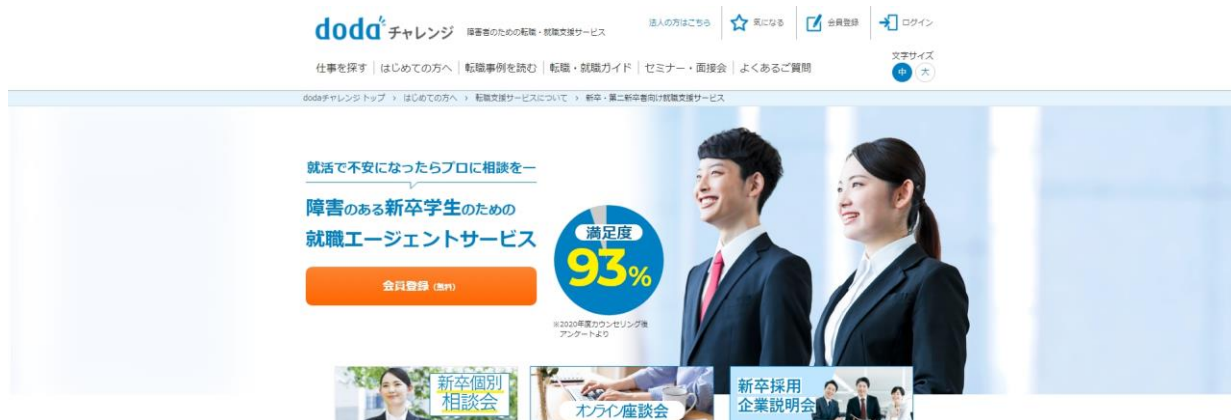 dodaチャレンジ 障害者のための転職・就職支援サービス
法人の方はこちら 気になる 会員登録 ログイン
仕事を探す はじめての方へ 転職事例を読む 転職・就職ガイド セミナー・面接会 よくあるご質問
文字サイズ
中 大
dodaチャレンジトップ > はじめての方へ > 転職支援サービスについて > 新卒・第二新卒者向け就職支援サービス
就活で不安になったらプロに相談を―
障害のある新卒学生のための
就職エージェントサービス
会員登録(無料)
満足度
93%
※2020年度カウンセリング後
アンケートより
新卒個別
相談会
オンライン座談会
新卒採用
企業説明会